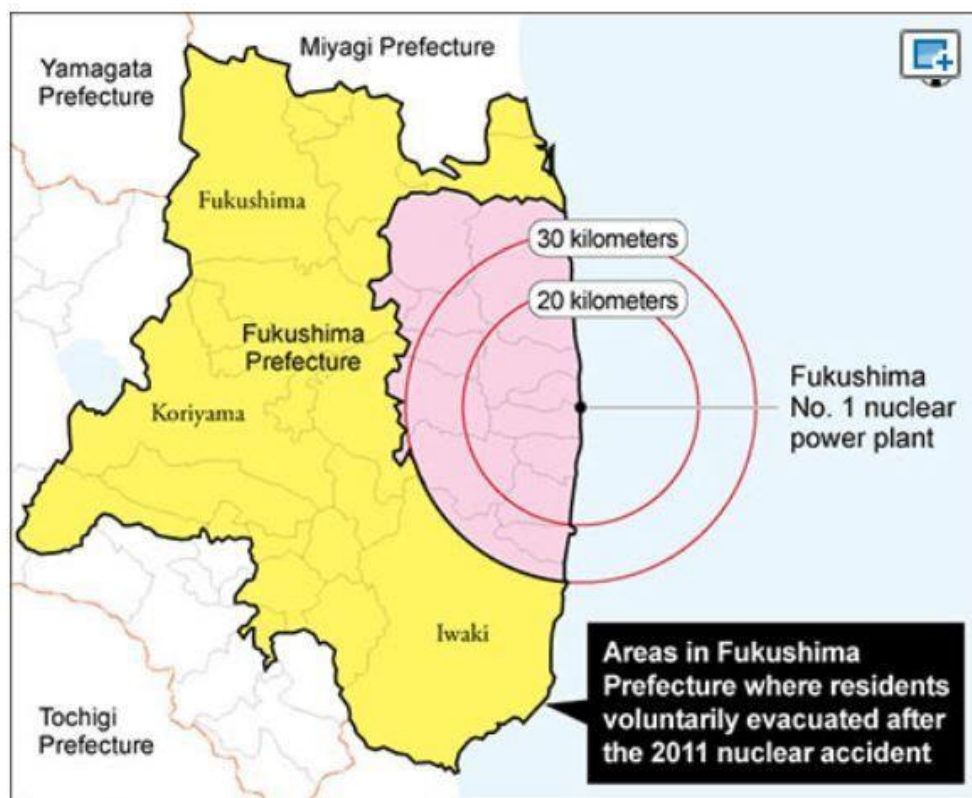 Miyagi Prefecture
Yamagata
Prefecture
Fukushima
30 kilometers
20 kilometers
Fukushima
Prefecture
Koriyama
Fukushima
No. 1 nuclear
power plant
Iwaki
Areas in Fukushima
Prefecture where residents
voluntarily evacuated after
the 2011 nuclear accident
Tochigi
Prefecture